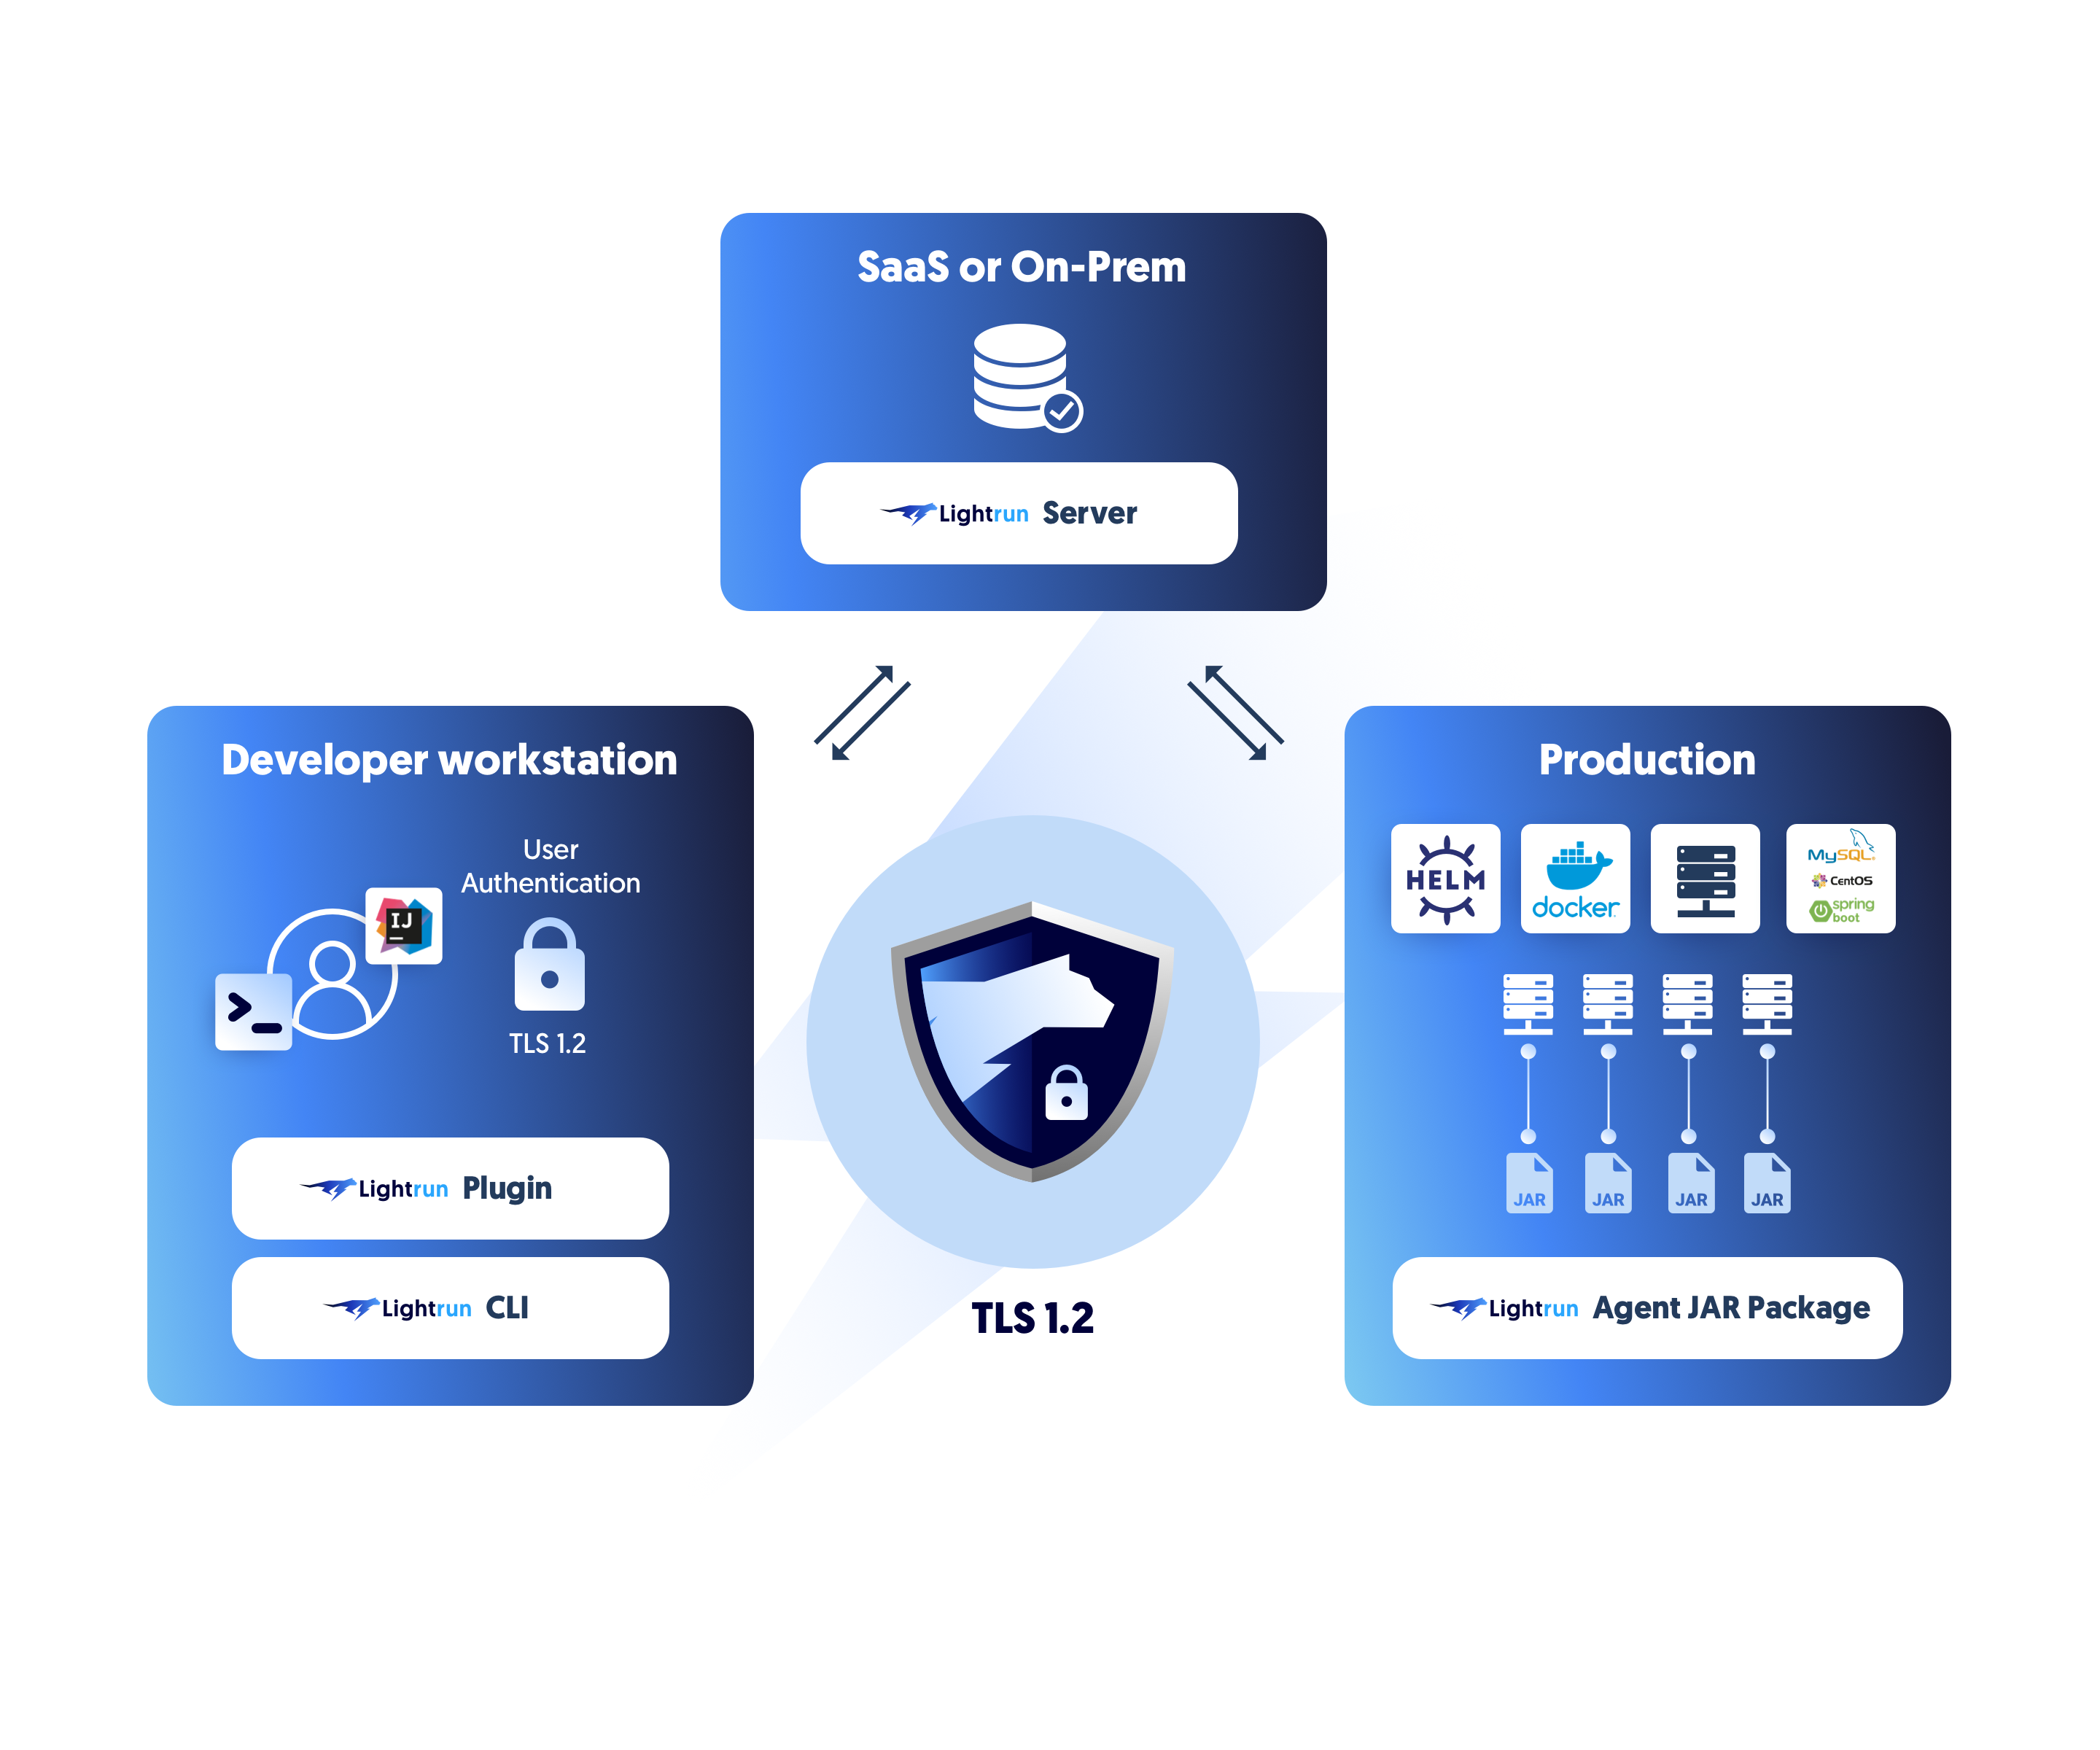 SaaS or On-Prem
Lightrun Server
Developer workstation
User
Authentication
IJ
TLS 1.2
Lightrun Plugin
Lightrun CLI
TLS 1.2
Production
HELM
docker
MySQL
CentOS
spring
boot
JAR JAR JAR JAR
Lightrun Agent JAR Package